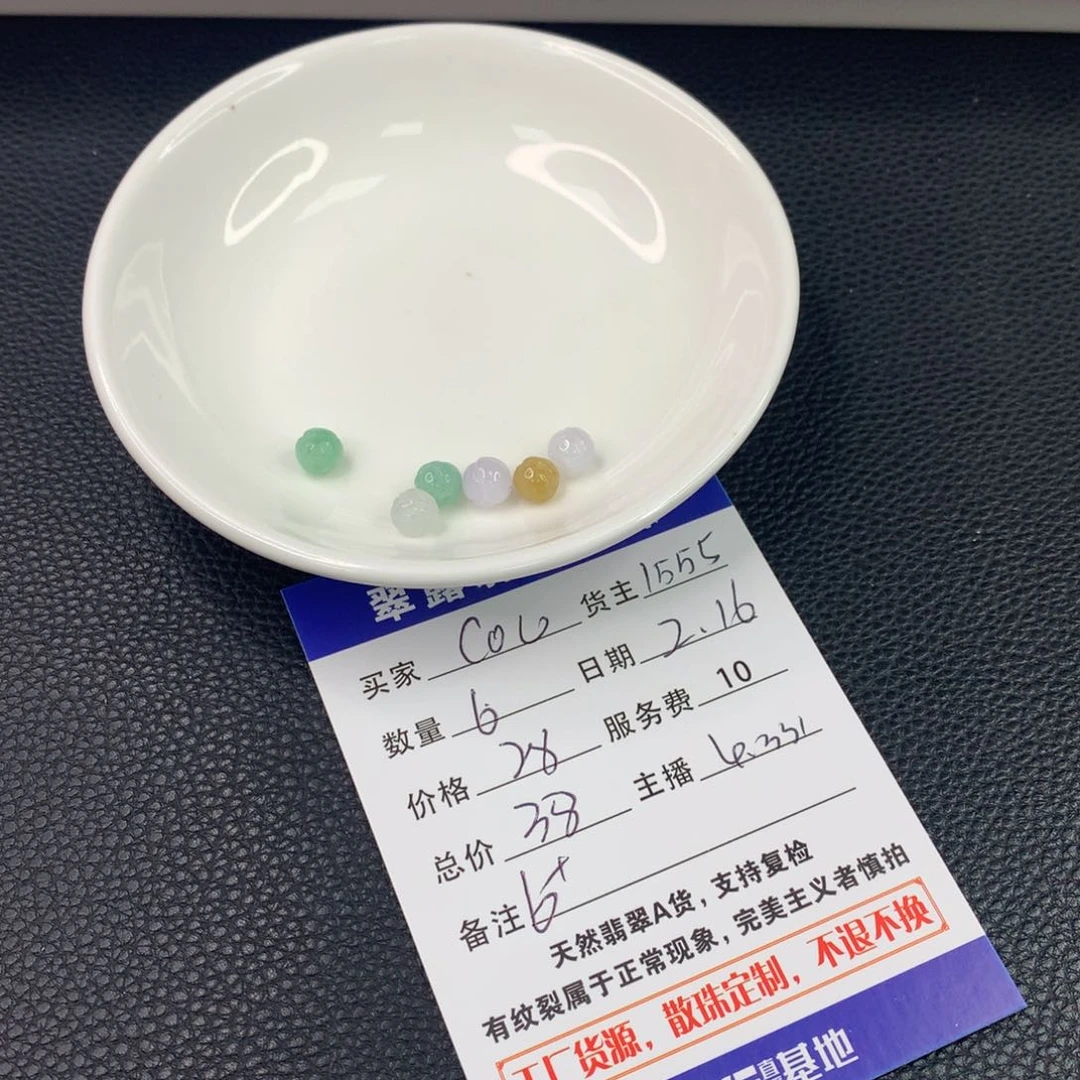 翠露
买家 CoG 货主 1555
数量 6 日期 2.16
价格 28 服务费 10
总价 38 主播
备注 6+
天然翡翠A货，支持复检
有纹裂属于正常现象，完美主义者慎拍
工厂货源，散珠定制，不退不换
基地